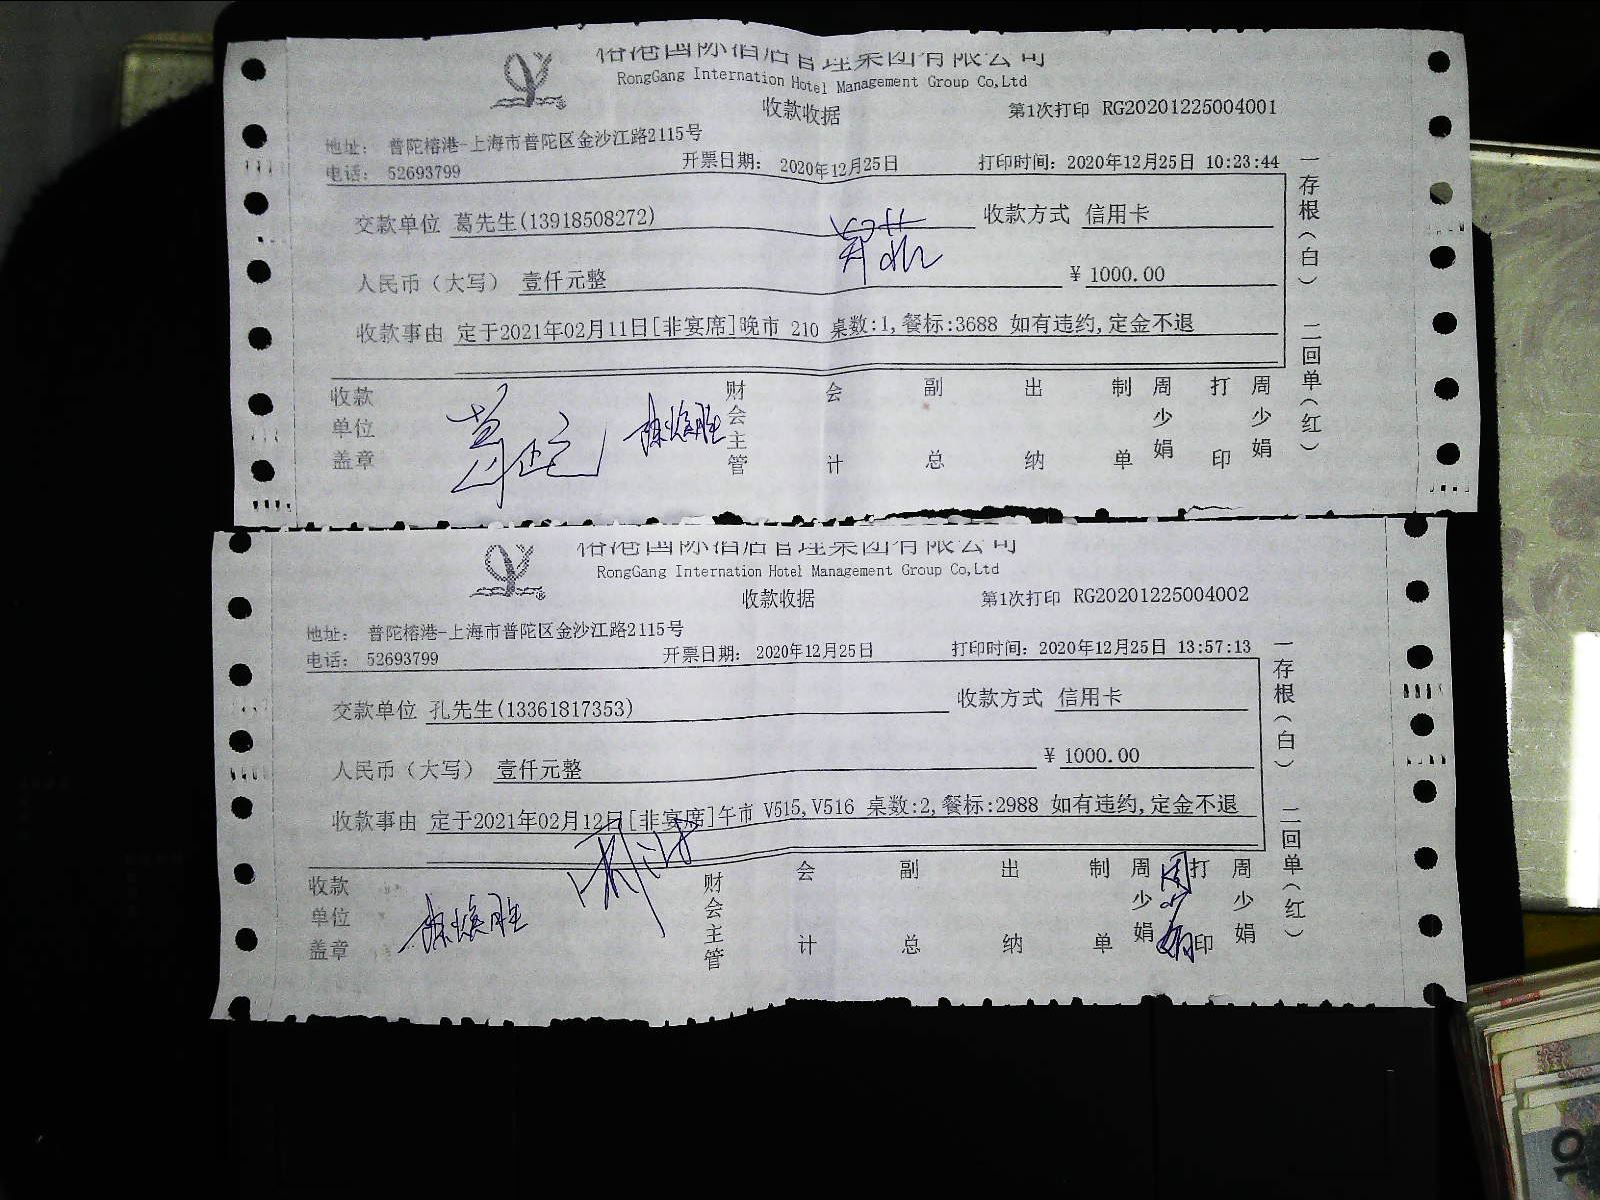 榕港国际酒店管理集团有限公司
RongGang Internation Hotel Management Group Co,Ltd
收款收据
第1次打印 RG20201225004001
地址： 普陀榕港-上海市普陀区金沙江路2115号
电话： 52693799
开票日期： 2020年12月25日
打印时间：2020年12月25日 10:23:44
交款单位 葛先生(13918508272)
收款方式 信用卡
人民币（大写） 壹仟元整
¥ 1000.00
收款事由 定于2021年02月11日[非宴席]晚市 210 桌数:1,餐标:3688 如有违约,定金不退
收款单位盖章
财会主管
会计
副总
出纳
制单
周少娟
打印
周少娟
一存根（白） 二回单（红）
榕港国际酒店管理集团有限公司
RongGang Internation Hotel Management Group Co,Ltd
收款收据
第1次打印 RG20201225004002
地址： 普陀榕港-上海市普陀区金沙江路2115号
电话： 52693799
开票日期： 2020年12月25日
打印时间：2020年12月25日 13:57:13
交款单位 孔先生(13361817353)
收款方式 信用卡
人民币（大写） 壹仟元整
¥ 1000.00
收款事由 定于2021年02月12日[非宴席]午市 V515,V516 桌数:2,餐标:2988 如有违约,定金不退
收款单位盖章
财会主管
会计
副总
出纳
制单
周少娟
周少娟
打印
周少娟
一存根（白） 二回单（红）
10